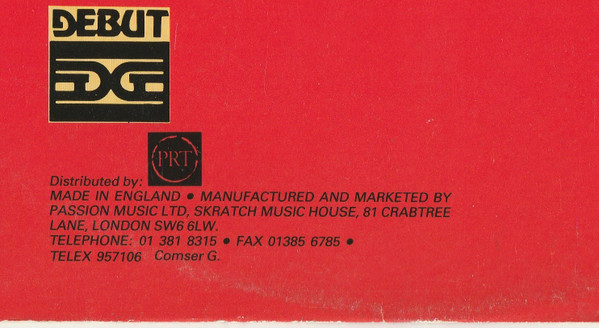 DEBUT
EDGE
Distributed by: PRT
MADE IN ENGLAND • MANUFACTURED AND MARKETED BY
PASSION MUSIC LTD, SKRATCH MUSIC HOUSE, 81 CRABTREE
LANE, LONDON SW6 6LW.
TELEPHONE: 01 381 8315 • FAX 01385 6785 •
TELEX 957106 Comser G.